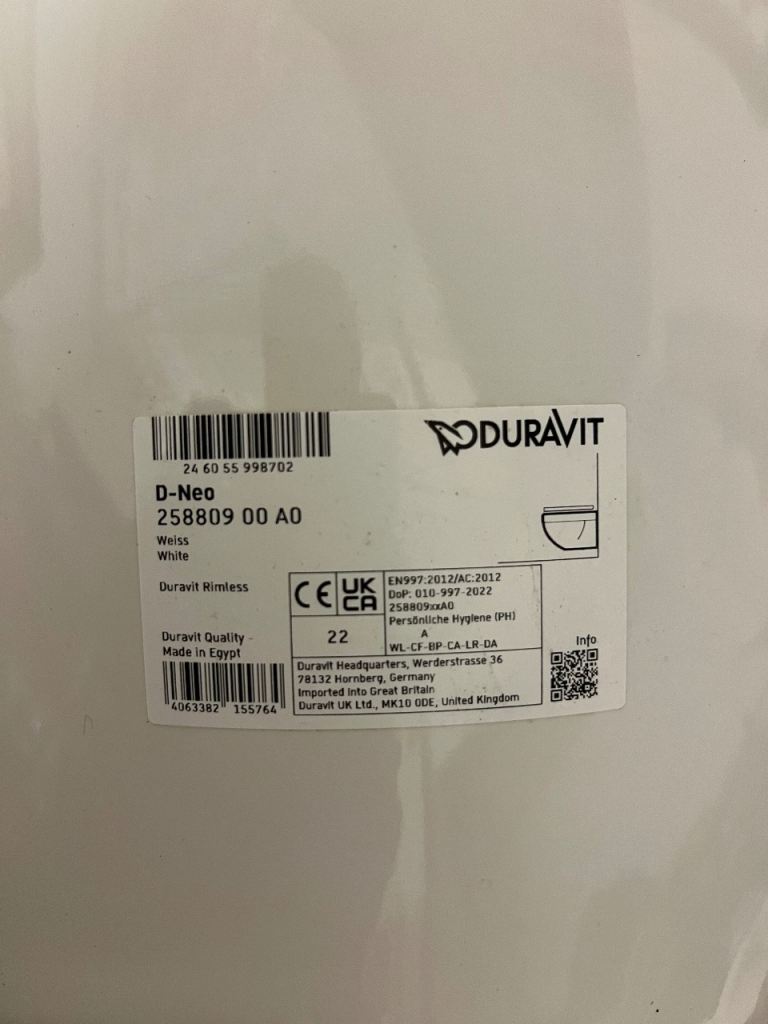 DURAVIT
24 60 55 998702
D-Neo
258809 00 A0
Weiss
White
Duravit Rimless
CE
UK
CA
22
EN997:2012/AC:2012
DoP: 010-997-2022
258809xxA0
Persönliche Hygiene (PH)
A
WL-CF-BP-CA-LR-DA
Duravit Quality -
Made in Egypt
4063382 155764
Duravit Headquarters, Werderstrasse 36
78132 Hornberg, Germany
Imported into Great Britain
Duravit UK Ltd., MK10 0DE, United Kingdom
Info